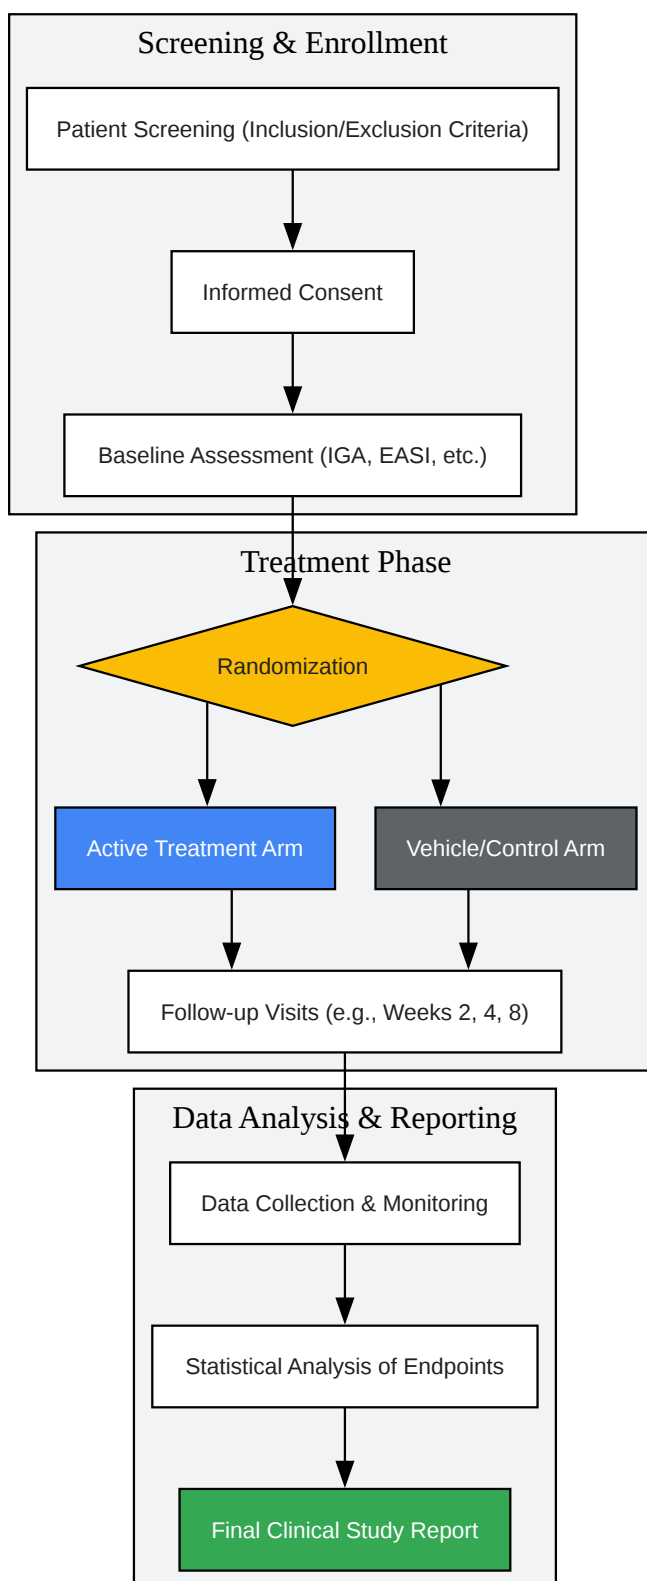 Screening & Enrollment
Patient Screening (Inclusion/Exclusion Criteria)
Informed Consent
Baseline Assessment (IGA, EASI, etc.)
Treatment Phase
Randomization
Active Treatment Arm
Vehicle/Control Arm
Follow-up Visits (e.g., Weeks 2, 4, 8)
Data Analysis & Reporting
Data Collection & Monitoring
Statistical Analysis of Endpoints
Final Clinical Study Report